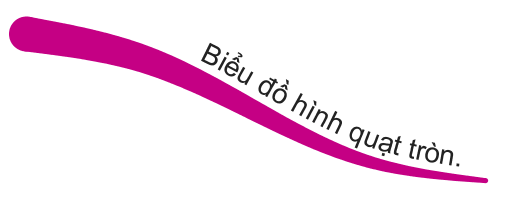 Biểu đồ hình quạt tròn.